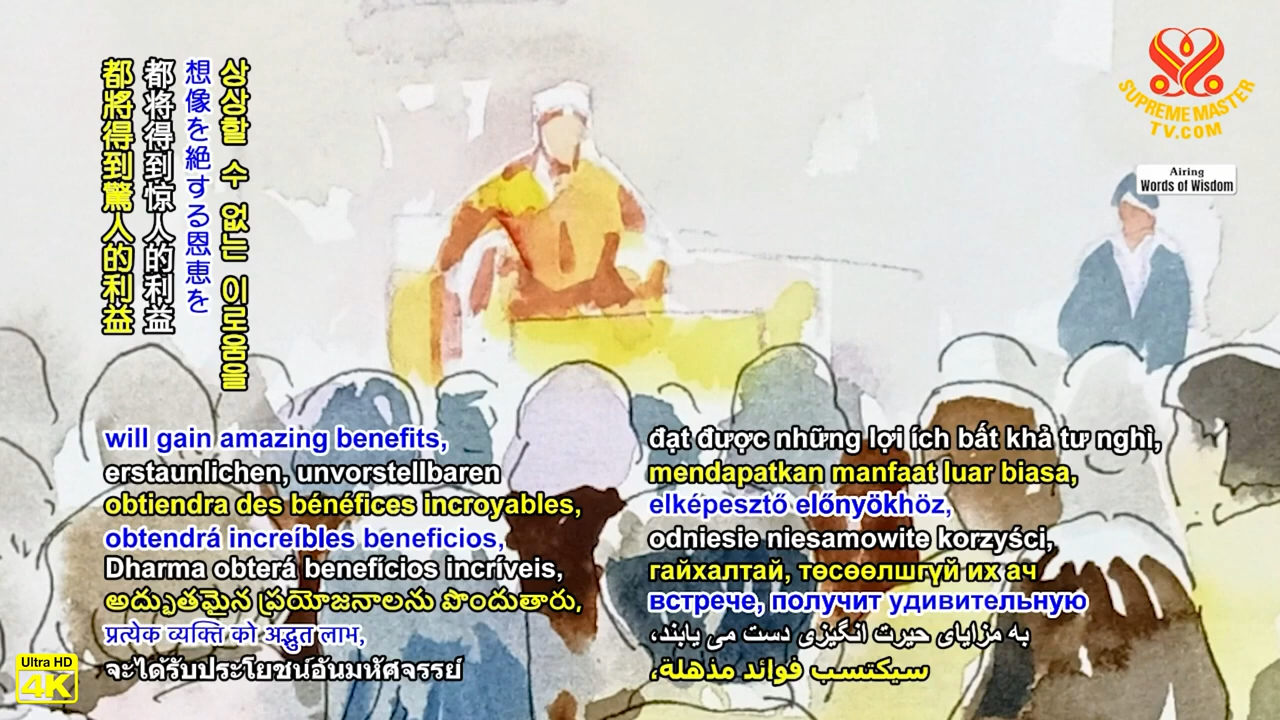 都將得到驚人的利益
都将得到惊人的利益
想像を絶する恩恵を
상상할 수 없는 이로움을
SUPREME MASTER
TV.COM
Airing
Words of Wisdom
will gain amazing benefits,
erstaunlichen, unvorstellbaren
obtiendra des bénéfices incroyables,
obtendrá increíbles beneficios,
Dharma obterá benefícios incríveis,
అద్భుతమైన ప్రయోజనాలను పొందుతారు,
प्रत्येक व्यक्ति को अद्भुत लाभ,
จะได้รับประโยชน์อันมหัศจรรย์
đạt được những lợi ích bất khả tư nghì,
mendapatkan manfaat luar biasa,
elképesztő előnyökhöz,
odniesie niesamowite korzyści,
гайхалтай, төсөөлшгүй их ач
встрече, получит удивительную
به مزایای حیرت انگیزی دست می یابند،
سيكتسب فوائد مذهلة،
Ultra HD
4K